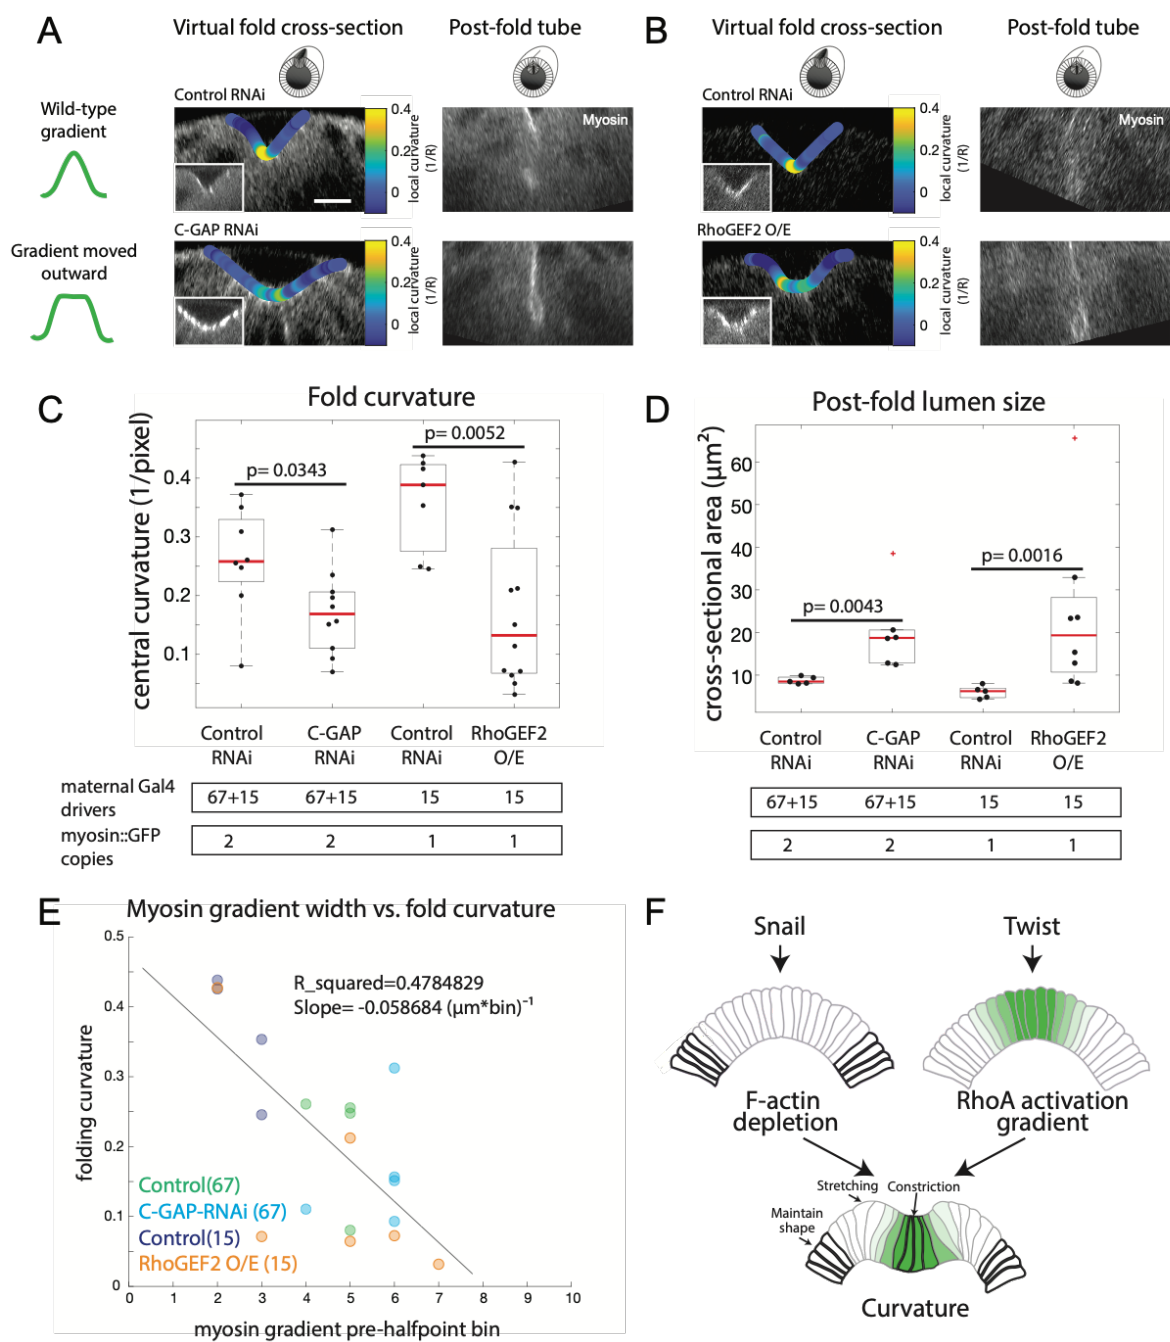 A
Virtual fold cross-section
Post-fold tube
Control RNAi
Wild-type
gradient
0.4
0.2
0
local curvature
(1/R)
Myosin
C-GAP RNAi
Gradient moved
outward
0.4
0.2
0
local curvature
(1/R)
B
Virtual fold cross-section
Post-fold tube
Control RNAi
0.4
0.2
0
local curvature
(1/R)
Myosin
RhoGEF2 O/E
0.4
0.2
0
local curvature
(1/R)
C
Fold curvature
central curvature (1/pixel)
0.4
0.3
0.2
0.1
p= 0.0343
p= 0.0052
Control
RNAi
C-GAP
RNAi
Control
RNAi
RhoGEF2
O/E
maternal Gal4
drivers
67+15
67+15
15
15
myosin::GFP
copies
2
2
1
1
D
Post-fold lumen size
cross-sectional area (µm²)
60
50
40
30
20
10
p= 0.0043
p= 0.0016
Control
RNAi
C-GAP
RNAi
Control
RNAi
RhoGEF2
O/E
67+15
67+15
15
15
2
2
1
1
E
Myosin gradient width vs. fold curvature
folding curvature
0.5
0.4
0.3
0.2
0.1
0
R_squared=0.4784829
Slope= -0.058684 (µm*bin)⁻¹
Control(67)
C-GAP-RNAi (67)
Control(15)
RhoGEF2 O/E (15)
0 1 2 3 4 5 6 7 8 9 10
myosin gradient pre-halfpoint bin
F
Snail
Twist
F-actin
depletion
RhoA activation
gradient
Stretching
Constriction
Maintain
shape
Curvature